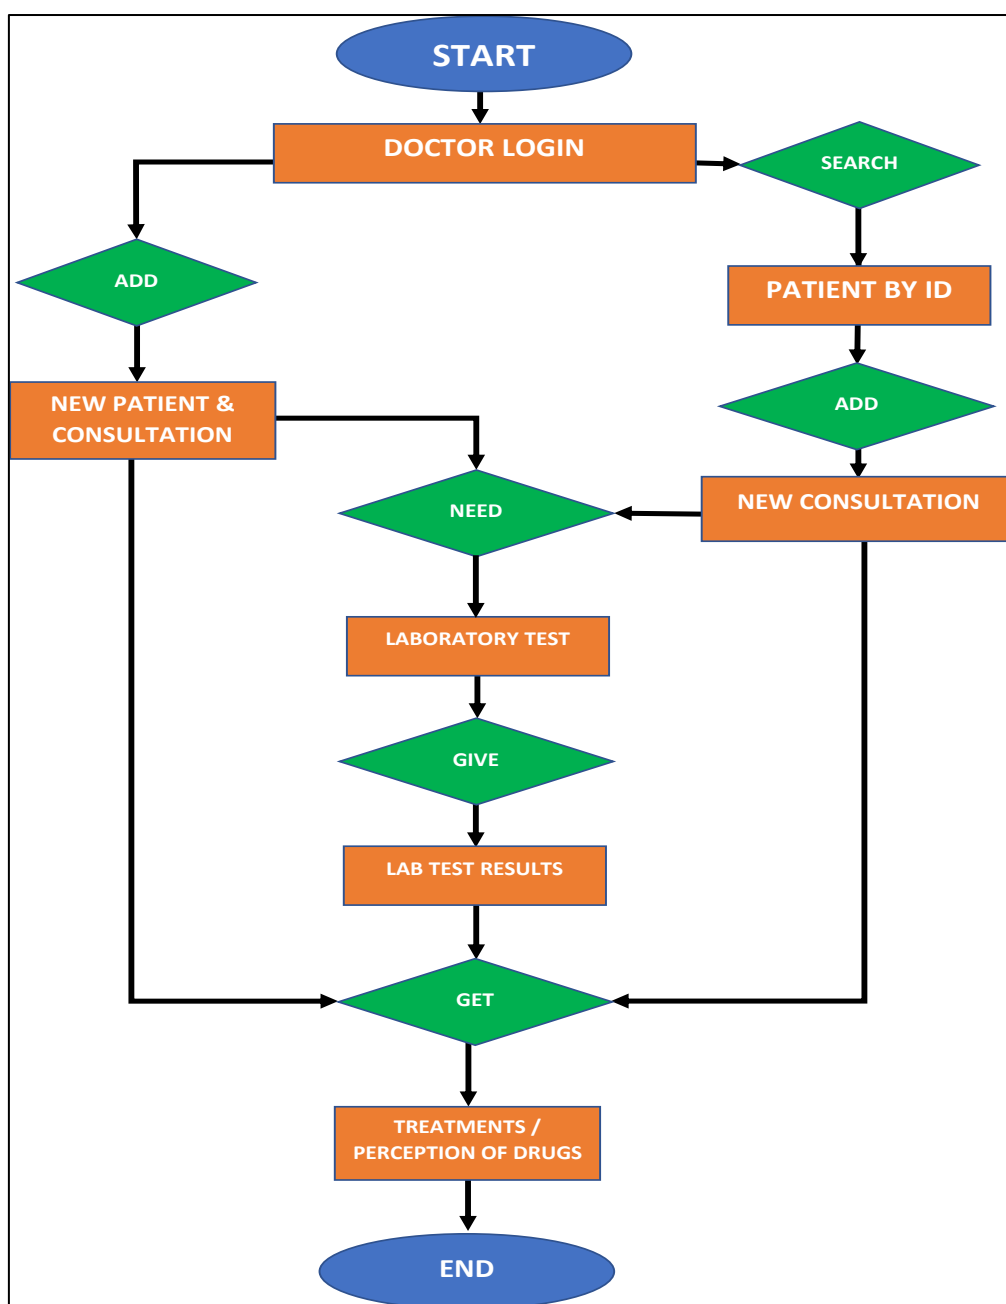 START
DOCTOR LOGIN
SEARCH
ADD
PATIENT BY ID
NEW PATIENT &
CONSULTATION
ADD
NEED
NEW CONSULTATION
LABORATORY TEST
GIVE
LAB TEST RESULTS
GET
TREATMENTS /
PERCEPTION OF DRUGS
END